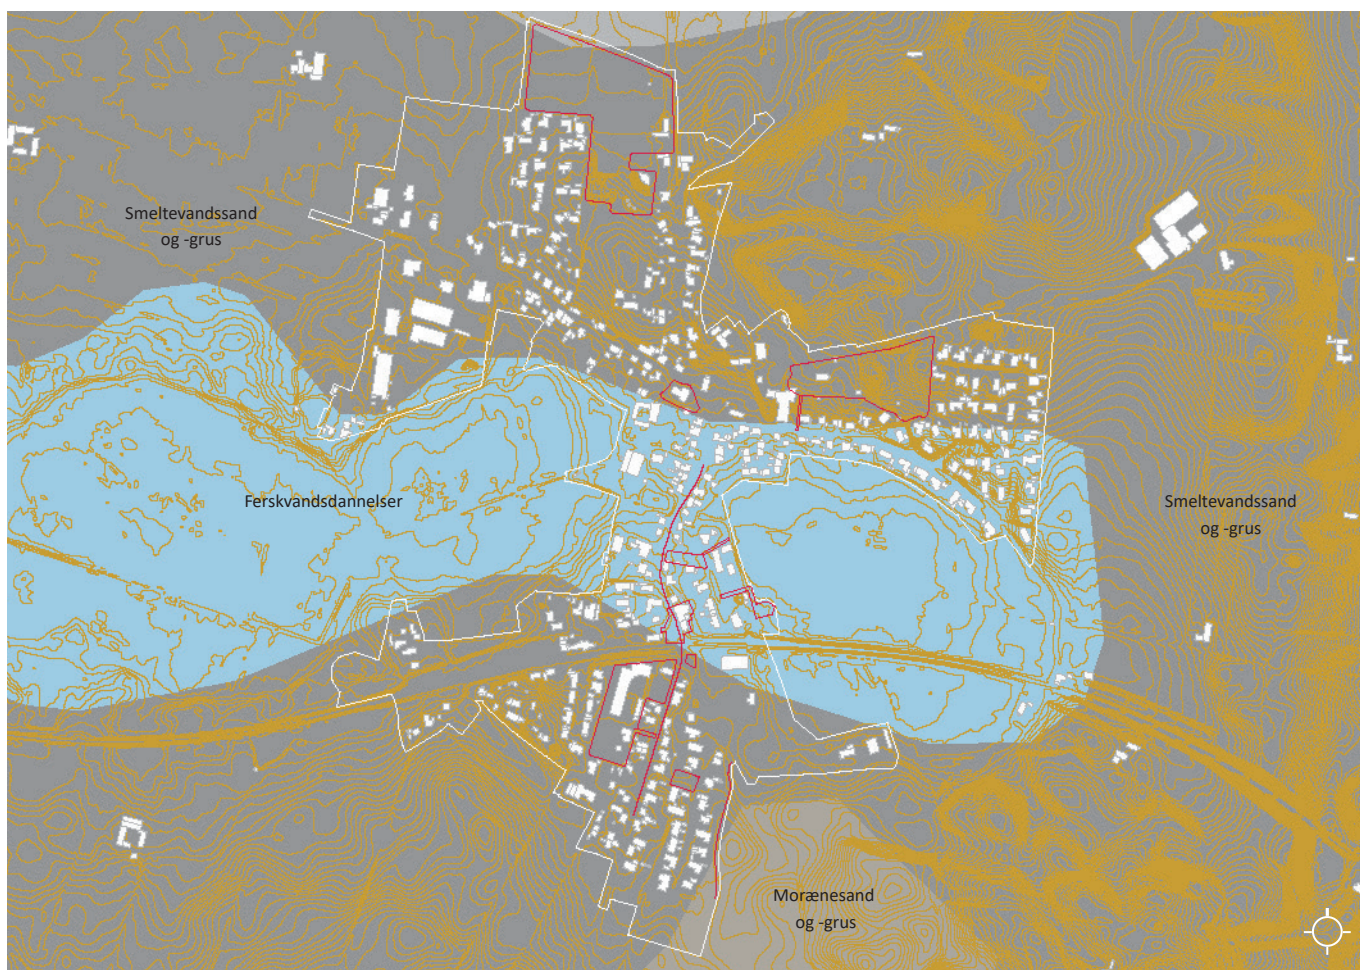 Smeltevandssand
og -grus
Ferskvandsdannelser
Smeltevandssand
og -grus
Morænesand
og -grus